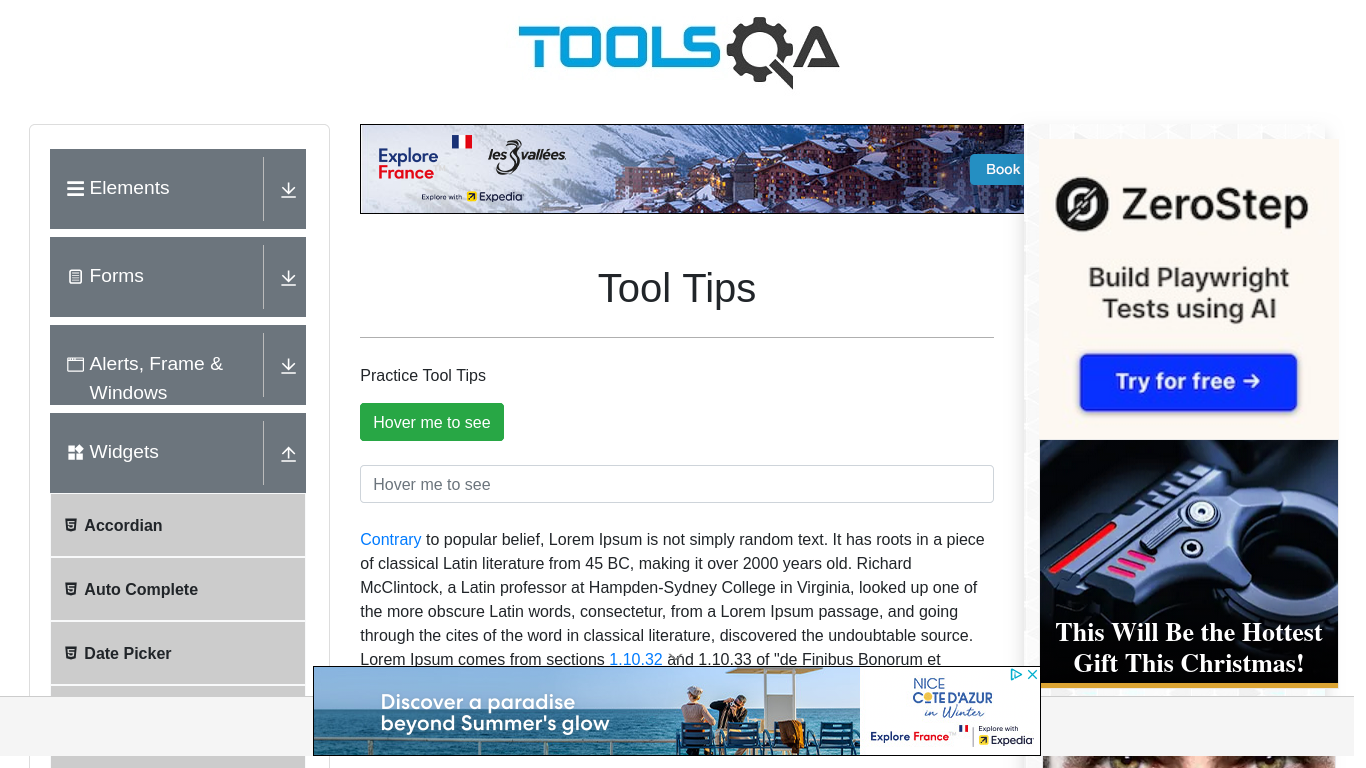 TOOLSQA
Elements
Forms
Alerts, Frame &
Windows
Widgets
Accordian
Auto Complete
Date Picker
Explore
France
les 3 vallées
Explore with Expedia
Book
Tool Tips
Practice Tool Tips
Hover me to see
Hover me to see
Contrary to popular belief, Lorem Ipsum is not simply random text. It has roots in a piece
of classical Latin literature from 45 BC, making it over 2000 years old. Richard
McClintock, a Latin professor at Hampden-Sydney College in Virginia, looked up one of
the more obscure Latin words, consectetur, from a Lorem Ipsum passage, and going
through the cites of the word in classical literature, discovered the undoubtable source.
Lorem Ipsum comes from sections 1.10.32 and 1.10.33 of "de Finibus Bonorum et
ZeroStep
Build Playwright
Tests using AI
Try for free →
This Will Be the Hottest
Gift This Christmas!
Discover a paradise
beyond Summer's glow
NICE
CÔTE D'AZUR
in Winter
Explore France
Explore with
Expedia